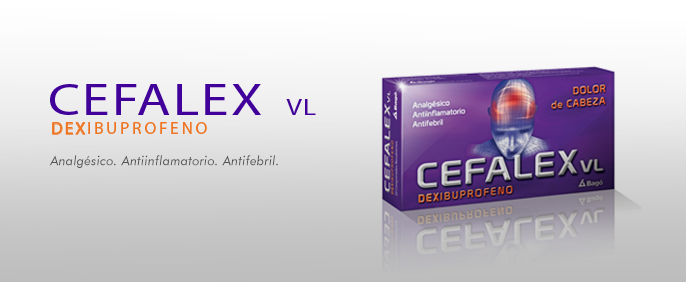 CEFALEX VL
DEXIBUPROFENO
Analgésico. Antiinflamatorio. Antifebril.
Analgésico
Antiinflamatorio
Antifebril
DOLOR
de CABEZA
CEFALEX VL
DEXIBUPROFENO
Bagó